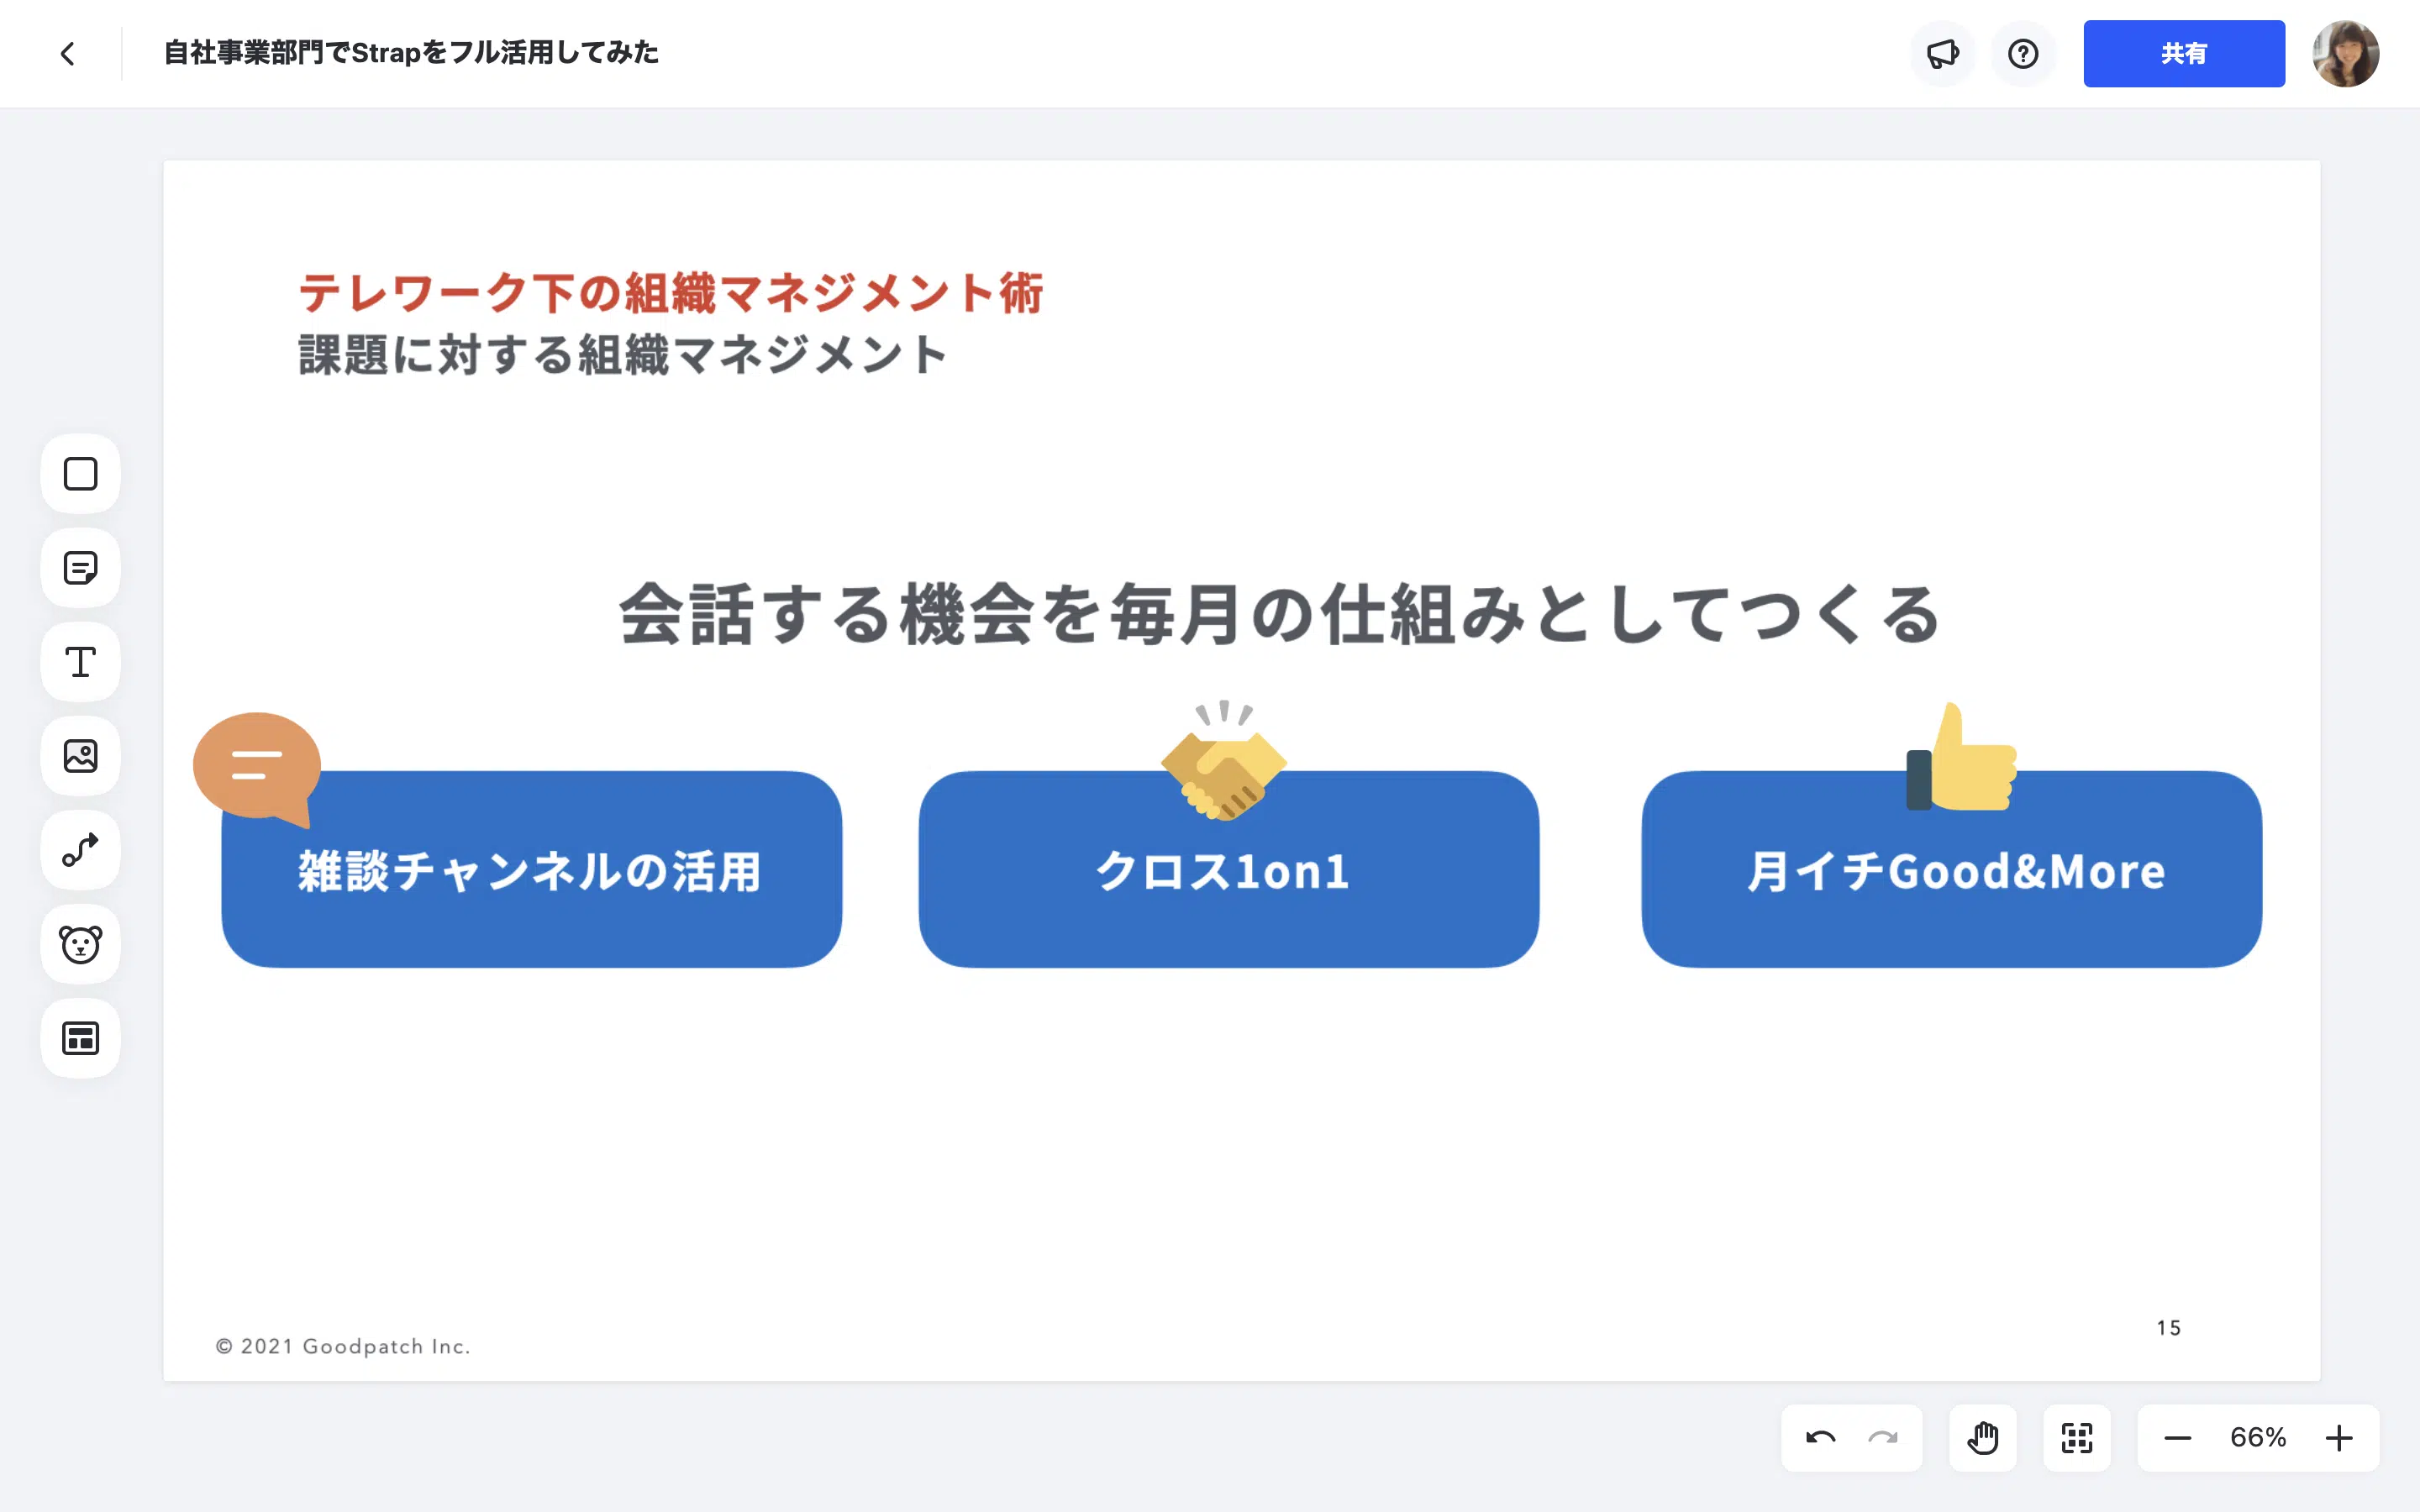 自社事業部門でStrapをフル活用してみた
共有
テレワーク下の組織マネジメント術
課題に対する組織マネジメント
会話する機会を毎月の仕組みとしてつくる
雑談チャンネルの活用
クロス1on1
月イチGood&More
© 2021 Goodpatch Inc.
15
66%